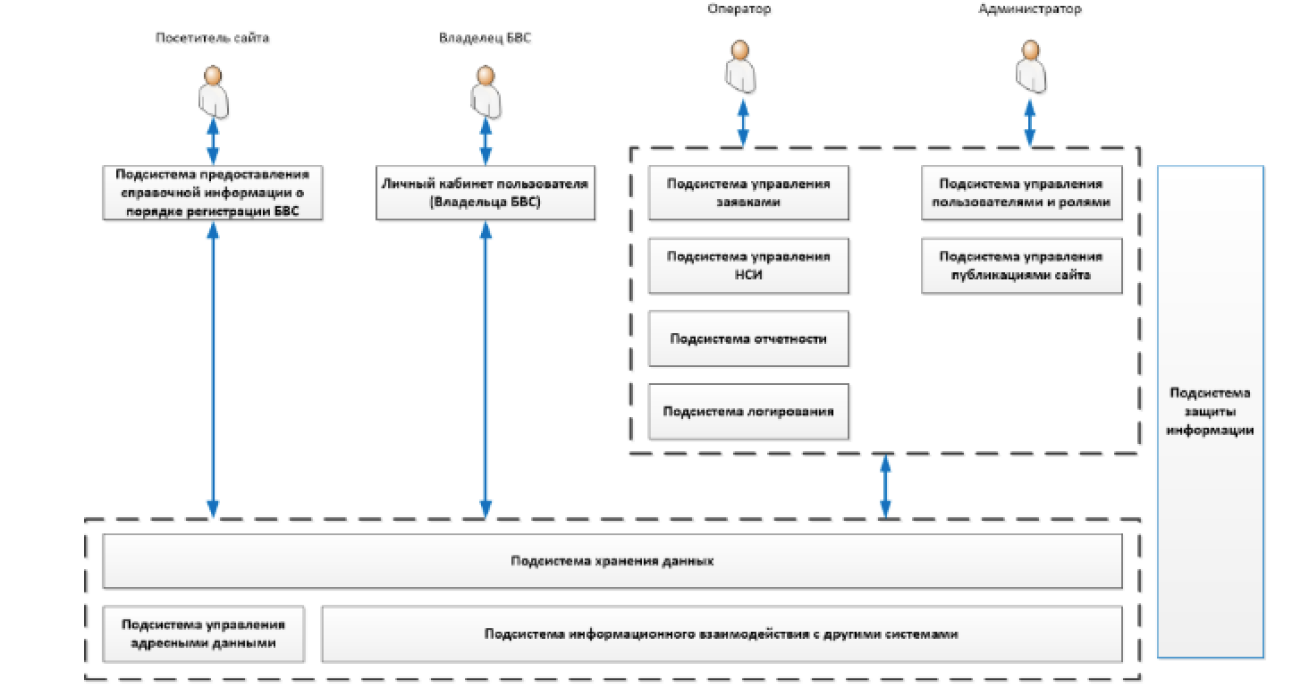 Оператор
Администратор
Посетитель сайта
Владелец БВС
Подсистема предоставления
справочной информации о
порядке регистрации БВС
Личный кабинет пользователя
(Владельца БВС)
Подсистема управления
заявками
Подсистема управления
пользователями и ролями
Подсистема управления
НСИ
Подсистема управления
публикациями сайта
Подсистема отчетности
Подсистема логирования
Подсистема
защиты
информации
Подсистема хранения данных
Подсистема управления
адресными данными
Подсистема информационного взаимодействия с другими системами